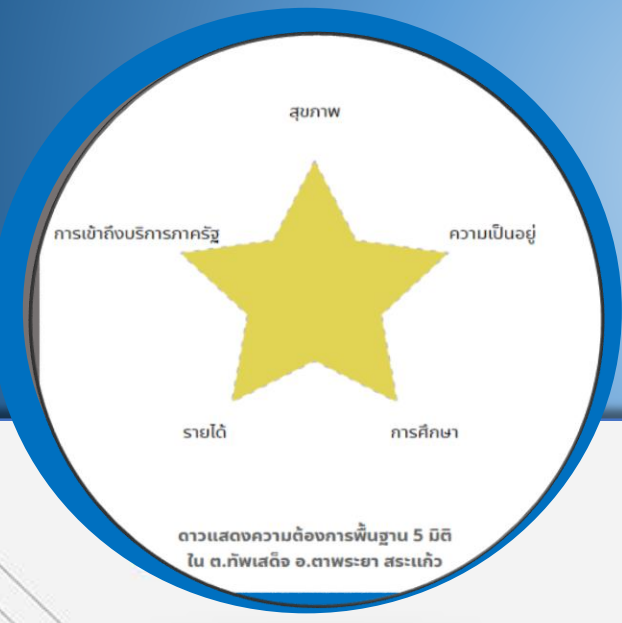 สุขภาพ
การเข้าถึงบริการภาครัฐ
ความเป็นอยู่
รายได้
การศึกษา
ดาวแสดงความต้องการพื้นฐาน 5 มิติ
ใน ต.ทัพเสด็จ อ.ตาพระยา สระแก้ว